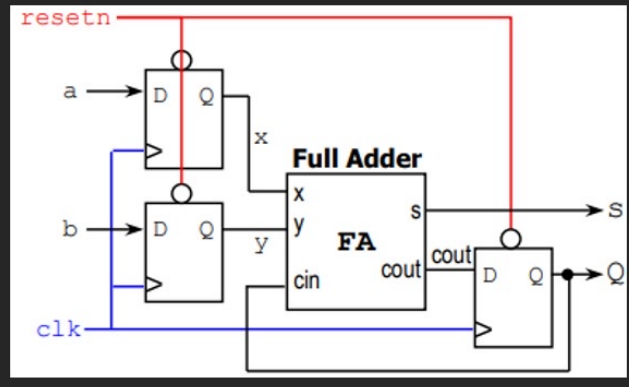 resetn
a
D Q
x
Full Adder
x
s
S
b
D Q
y
y
FA
cout
cout
D Q
Q
cin
clk